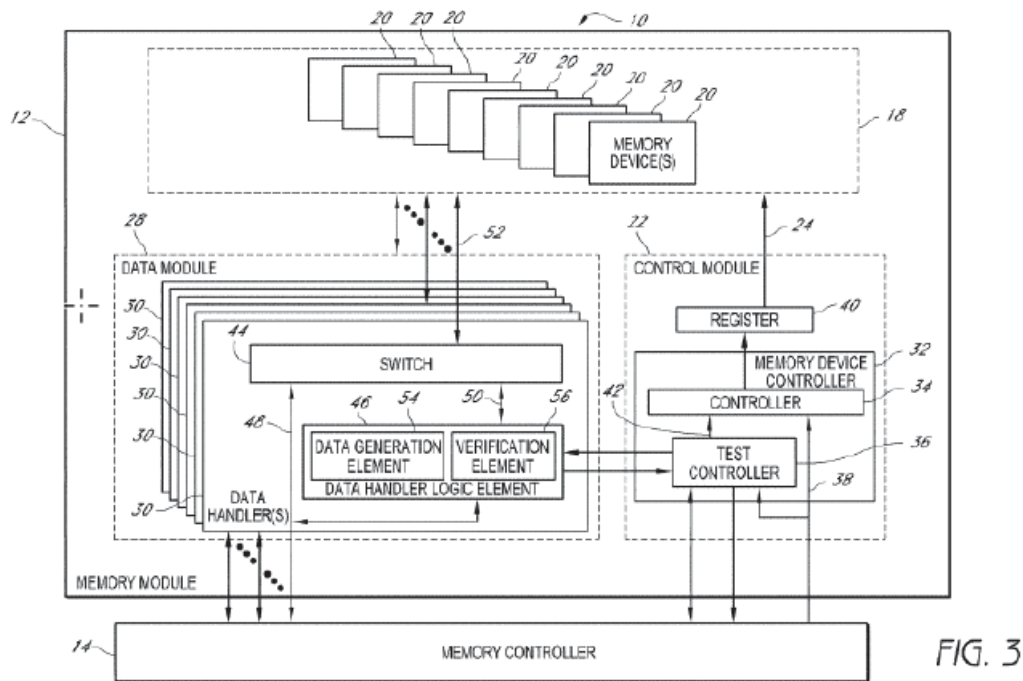 10
20
20
20
20
20
20
20
20
20
12
18
MEMORY
DEVICE(S)
28
52
22
24
DATA MODULE
CONTROL MODULE
30
30
30
30
30
30
44
SWITCH
REGISTER
40
MEMORY DEVICE
CONTROLLER
32
CONTROLLER
34
48
46
54
50
56
42
DATA GENERATION
ELEMENT
VERIFICATION
ELEMENT
DATA HANDLER LOGIC ELEMENT
TEST
CONTROLLER
36
38
DATA
HANDLER(S)
MEMORY MODULE
14
MEMORY CONTROLLER
FIG. 3